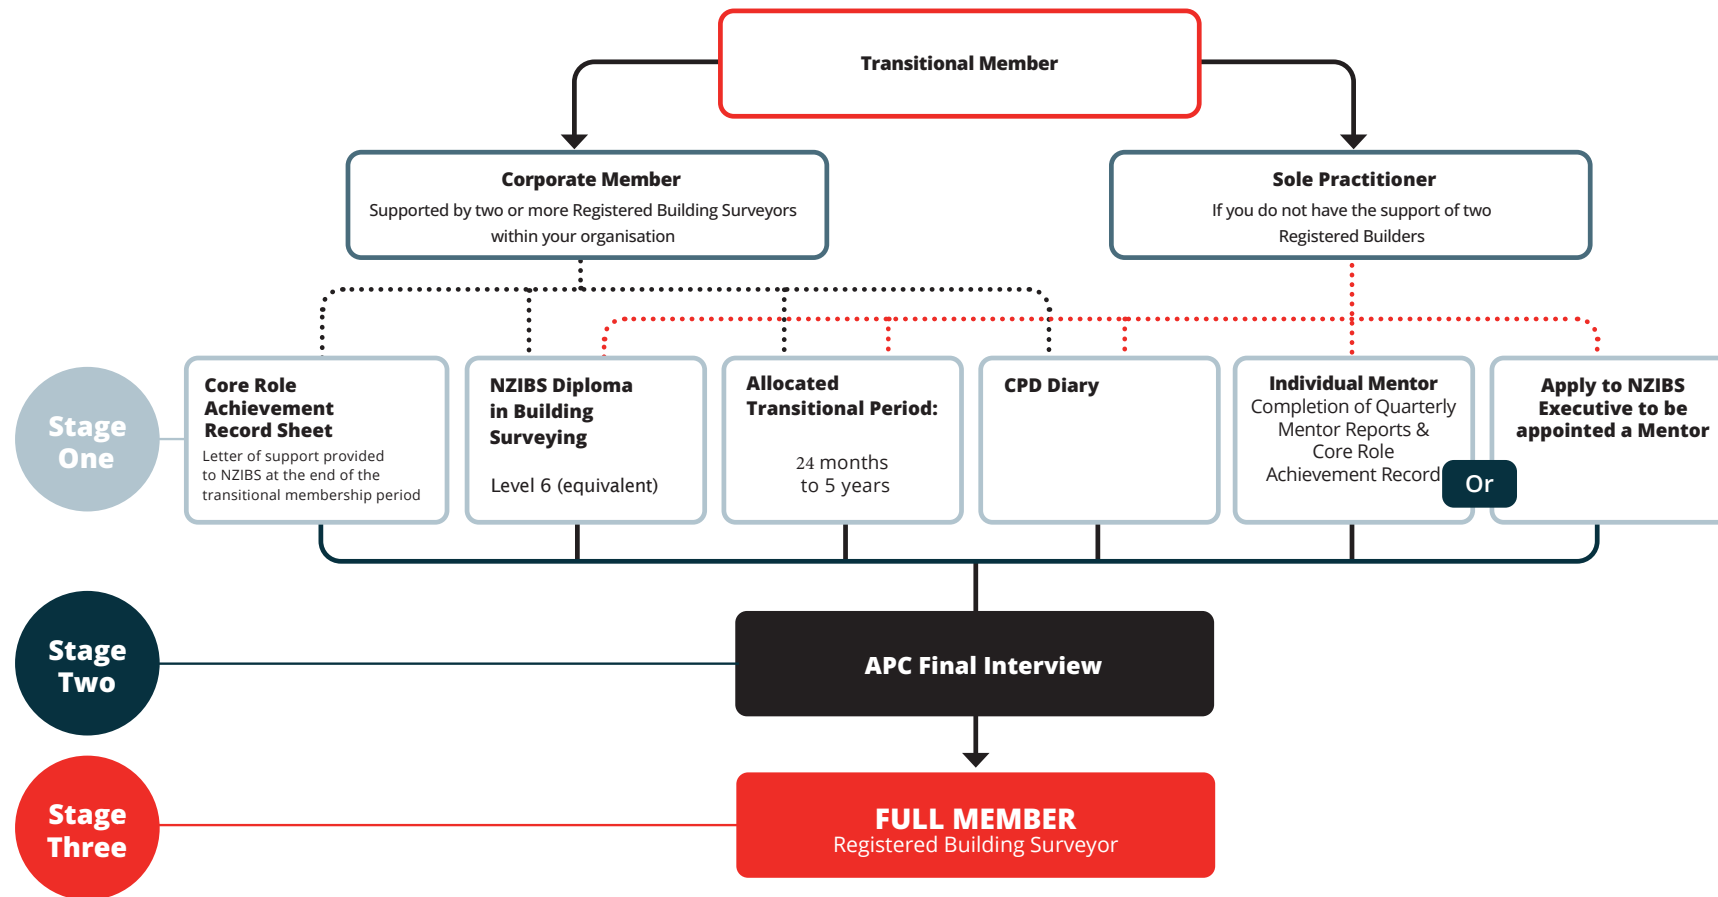 Transitional Member
Corporate Member
Supported by two or more Registered Building Surveyors
within your organisation
Sole Practitioner
If you do not have the support of two
Registered Builders
Stage
One
Core Role
Achievement
Record Sheet
Letter of support provided
to NZIBS at the end of the
transitional membership period
NZIBS Diploma
in Building
Surveying
Level 6 (equivalent)
Allocated
Transitional Period:
24 months
to 5 years
CPD Diary
Individual Mentor
Completion of Quarterly
Mentor Reports &
Core Role
Achievement Record
Or
Apply to NZIBS
Executive to be
appointed a Mentor
Stage
Two
APC Final Interview
Stage
Three
FULL MEMBER
Registered Building Surveyor